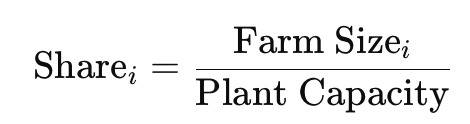 Shareᵢ = Farm Sizeᵢ / Plant Capacity